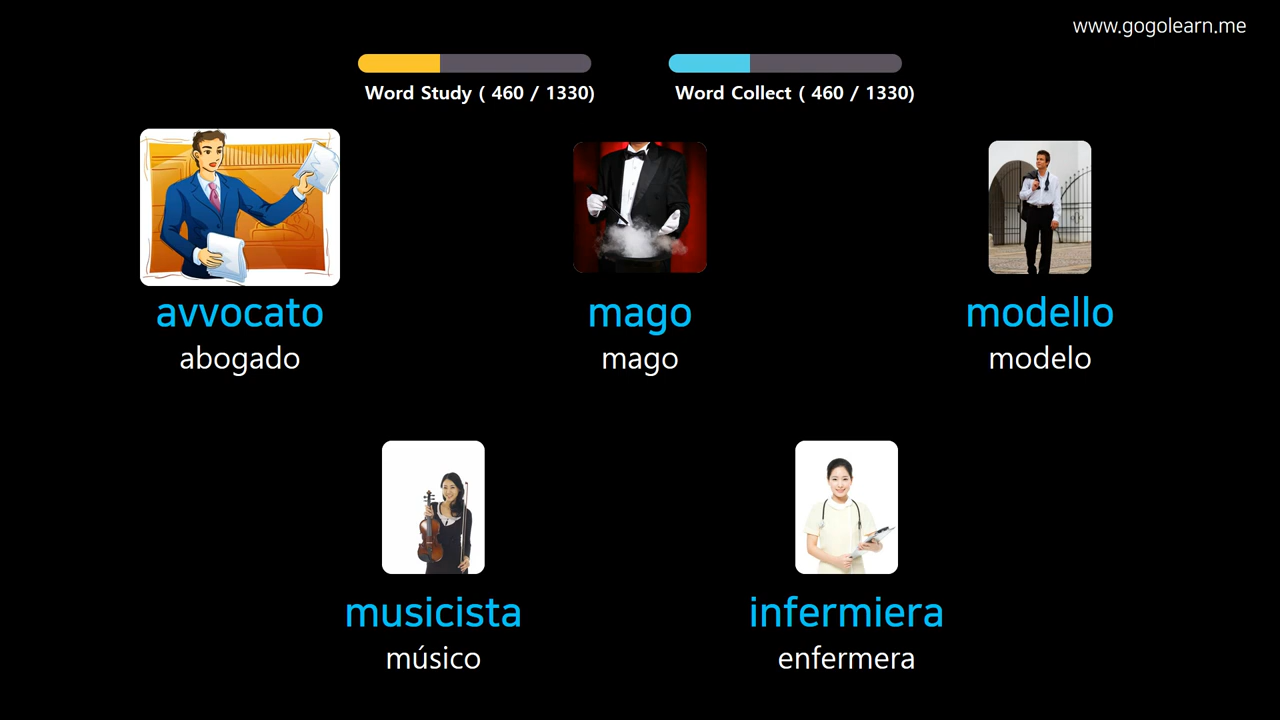 www.gogolearn.me
Word Study ( 460 / 1330)
Word Collect ( 460 / 1330)
avvocato
abogado
mago
mago
modello
modelo
musicista
músico
infermiera
enfermera